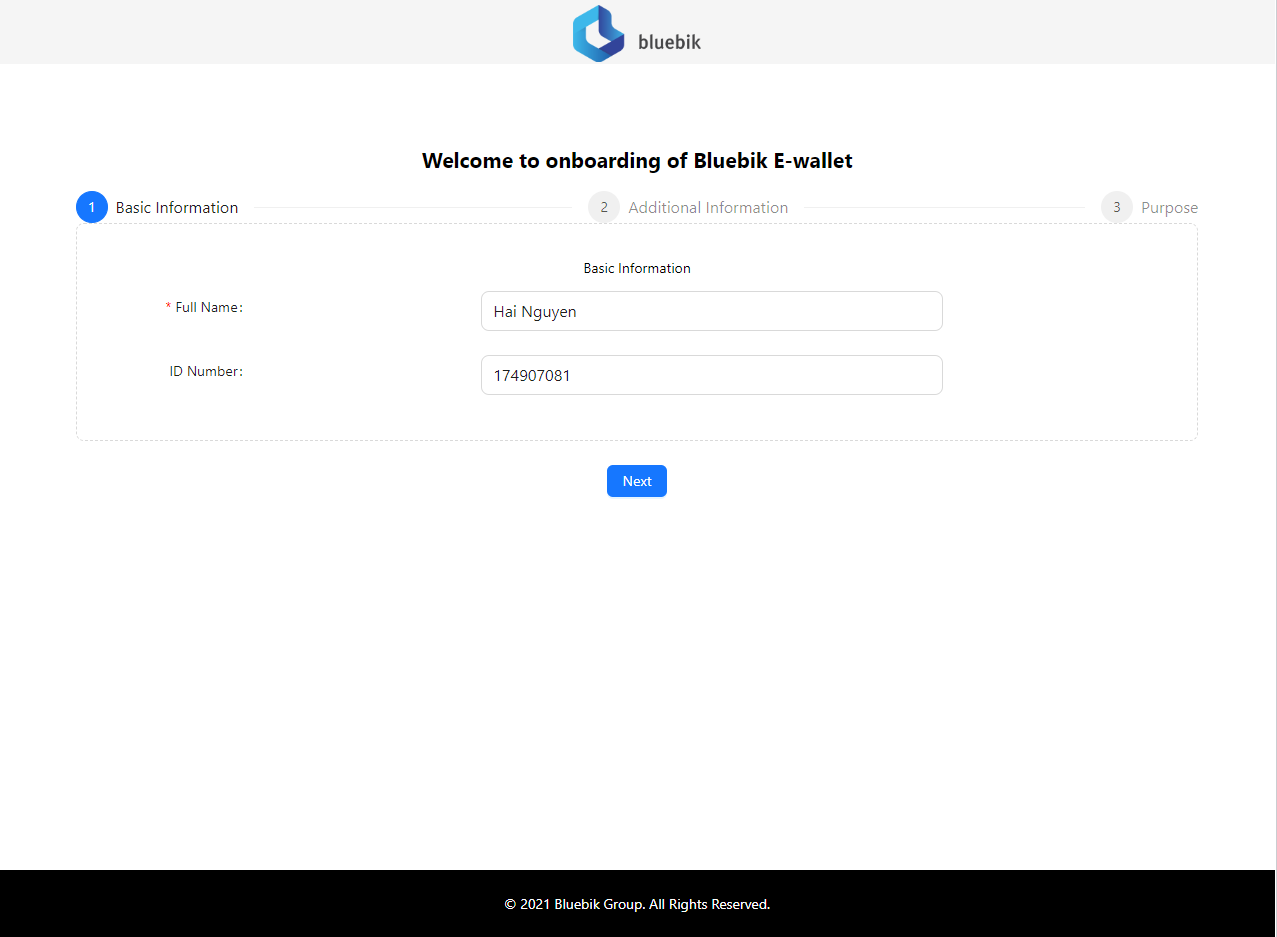 bluebik
Welcome to onboarding of Bluebik E-wallet
1 Basic Information 2 Additional Information 3 Purpose
Basic Information
* Full Name: Hai Nguyen
ID Number: 174907081
Next
© 2021 Bluebik Group. All Rights Reserved.